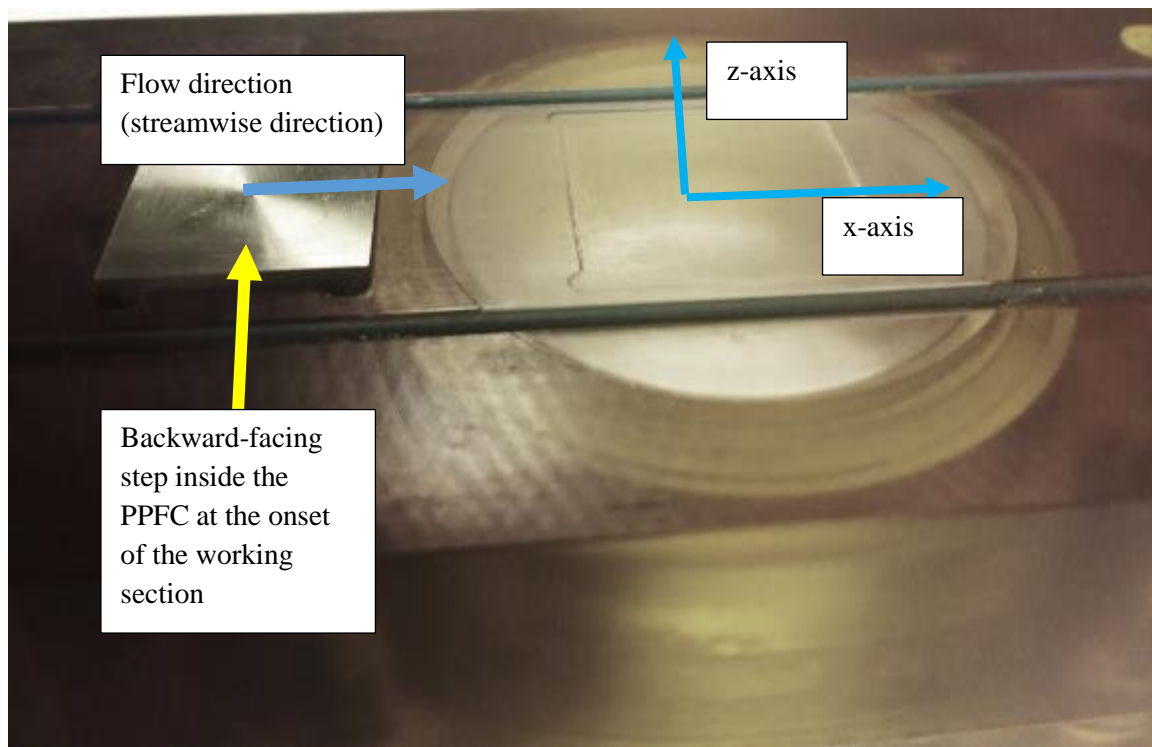 Flow direction
(streamwise direction)
z-axis
x-axis
Backward-facing
step inside the
PPFC at the onset
of the working
section